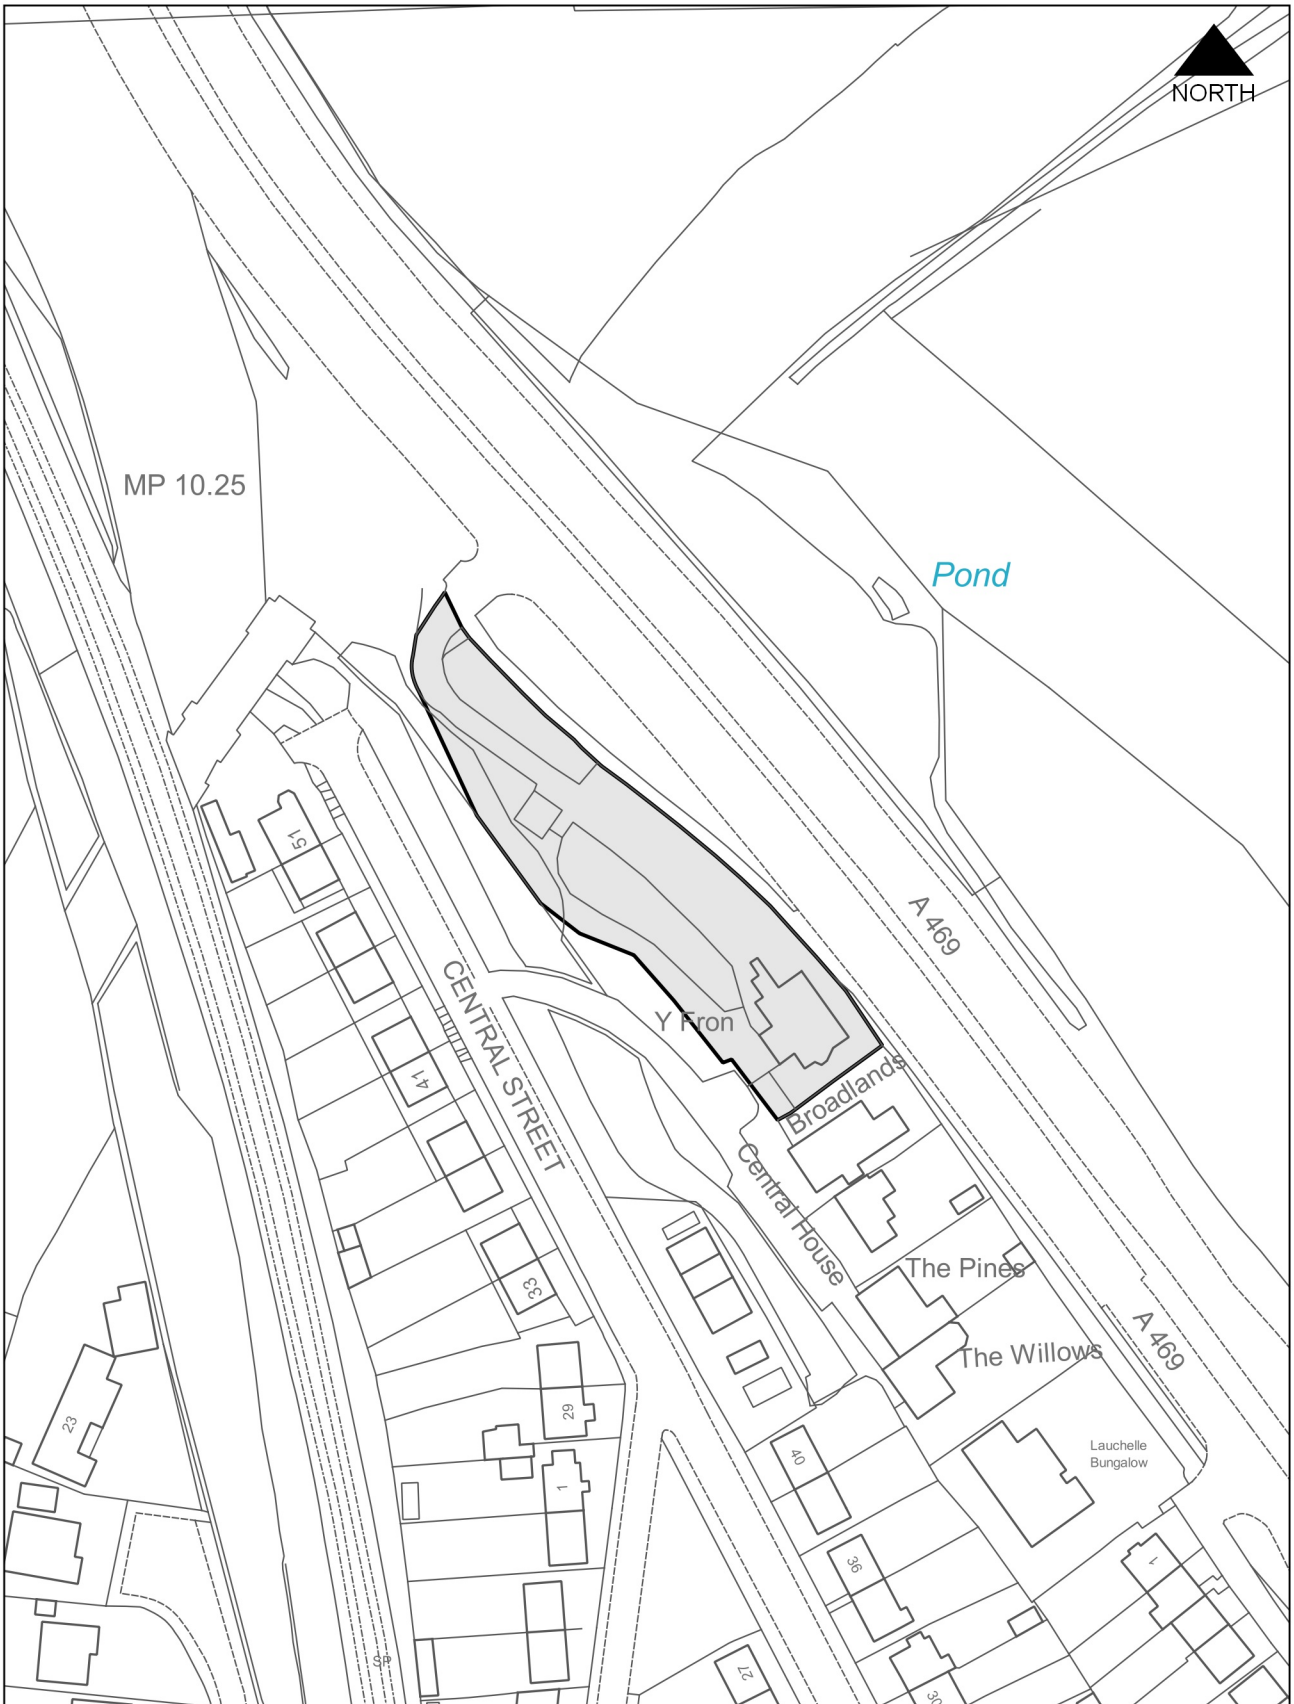 NORTH
MP 10.25
Pond
51
A 469
CENTRAL STREET
Y Fron
41
Broadlands
Central House
33
The Pines
The Willows
A 469
23
29
Lauchelle
Bungalow
40
1
36
1
SP
27
30